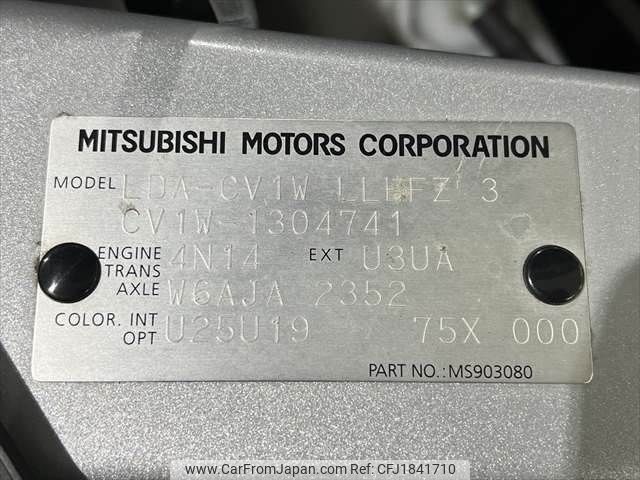 MITSUBISHI MOTORS CORPORATION
MODEL LDA-CV1W LLHFZ 3
CV1W-1304741
ENGINE 4N14 EXT U3UA
TRANS
AXLE W6AJA 2352
COLOR. INT U25U19 75X 000
OPT
PART NO.:MS903080
www.CarFromJapan.com / Ref. CFJ1841710